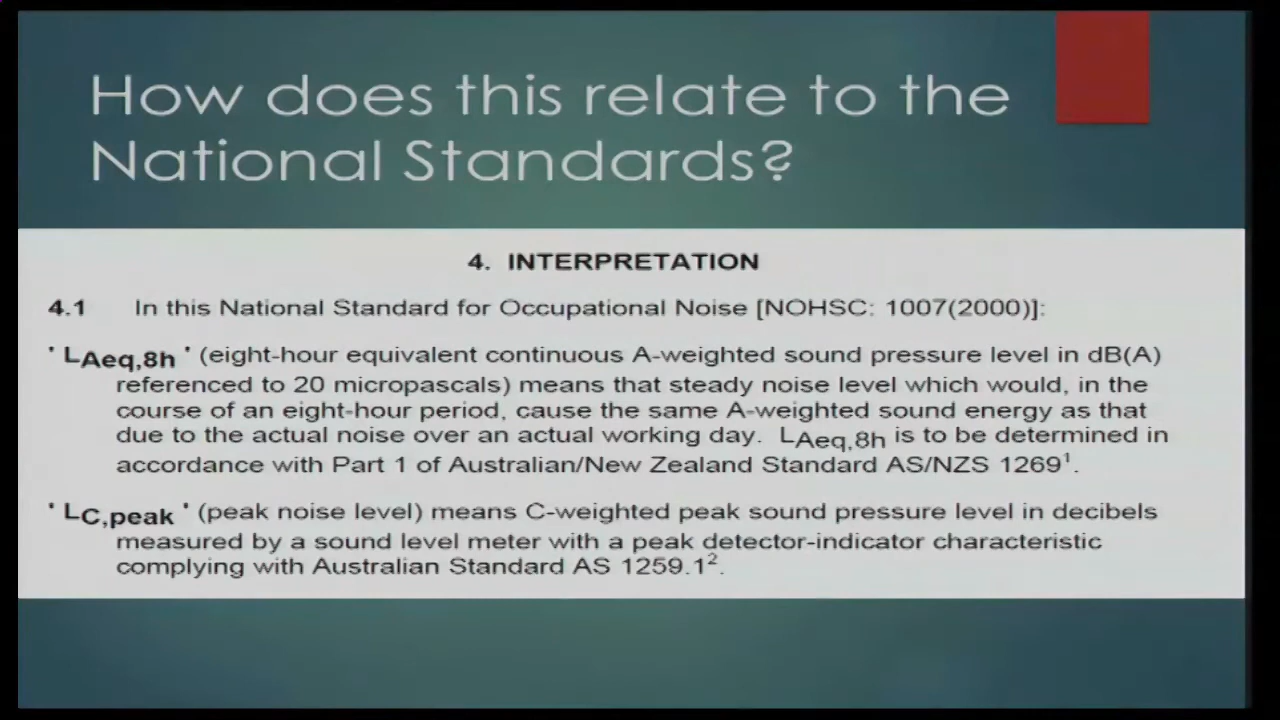 How does this relate to the
National Standards?
4. INTERPRETATION
4.1 In this National Standard for Occupational Noise [NOHSC: 1007(2000)]:
' LAeq,8h ' (eight-hour equivalent continuous A-weighted sound pressure level in dB(A)
referenced to 20 micropascals) means that steady noise level which would, in the
course of an eight-hour period, cause the same A-weighted sound energy as that
due to the actual noise over an actual working day. LAeq,8h is to be determined in
accordance with Part 1 of Australian/New Zealand Standard AS/NZS 1269¹.
' LC,peak ' (peak noise level) means C-weighted peak sound pressure level in decibels
measured by a sound level meter with a peak detector-indicator characteristic
complying with Australian Standard AS 1259.1².